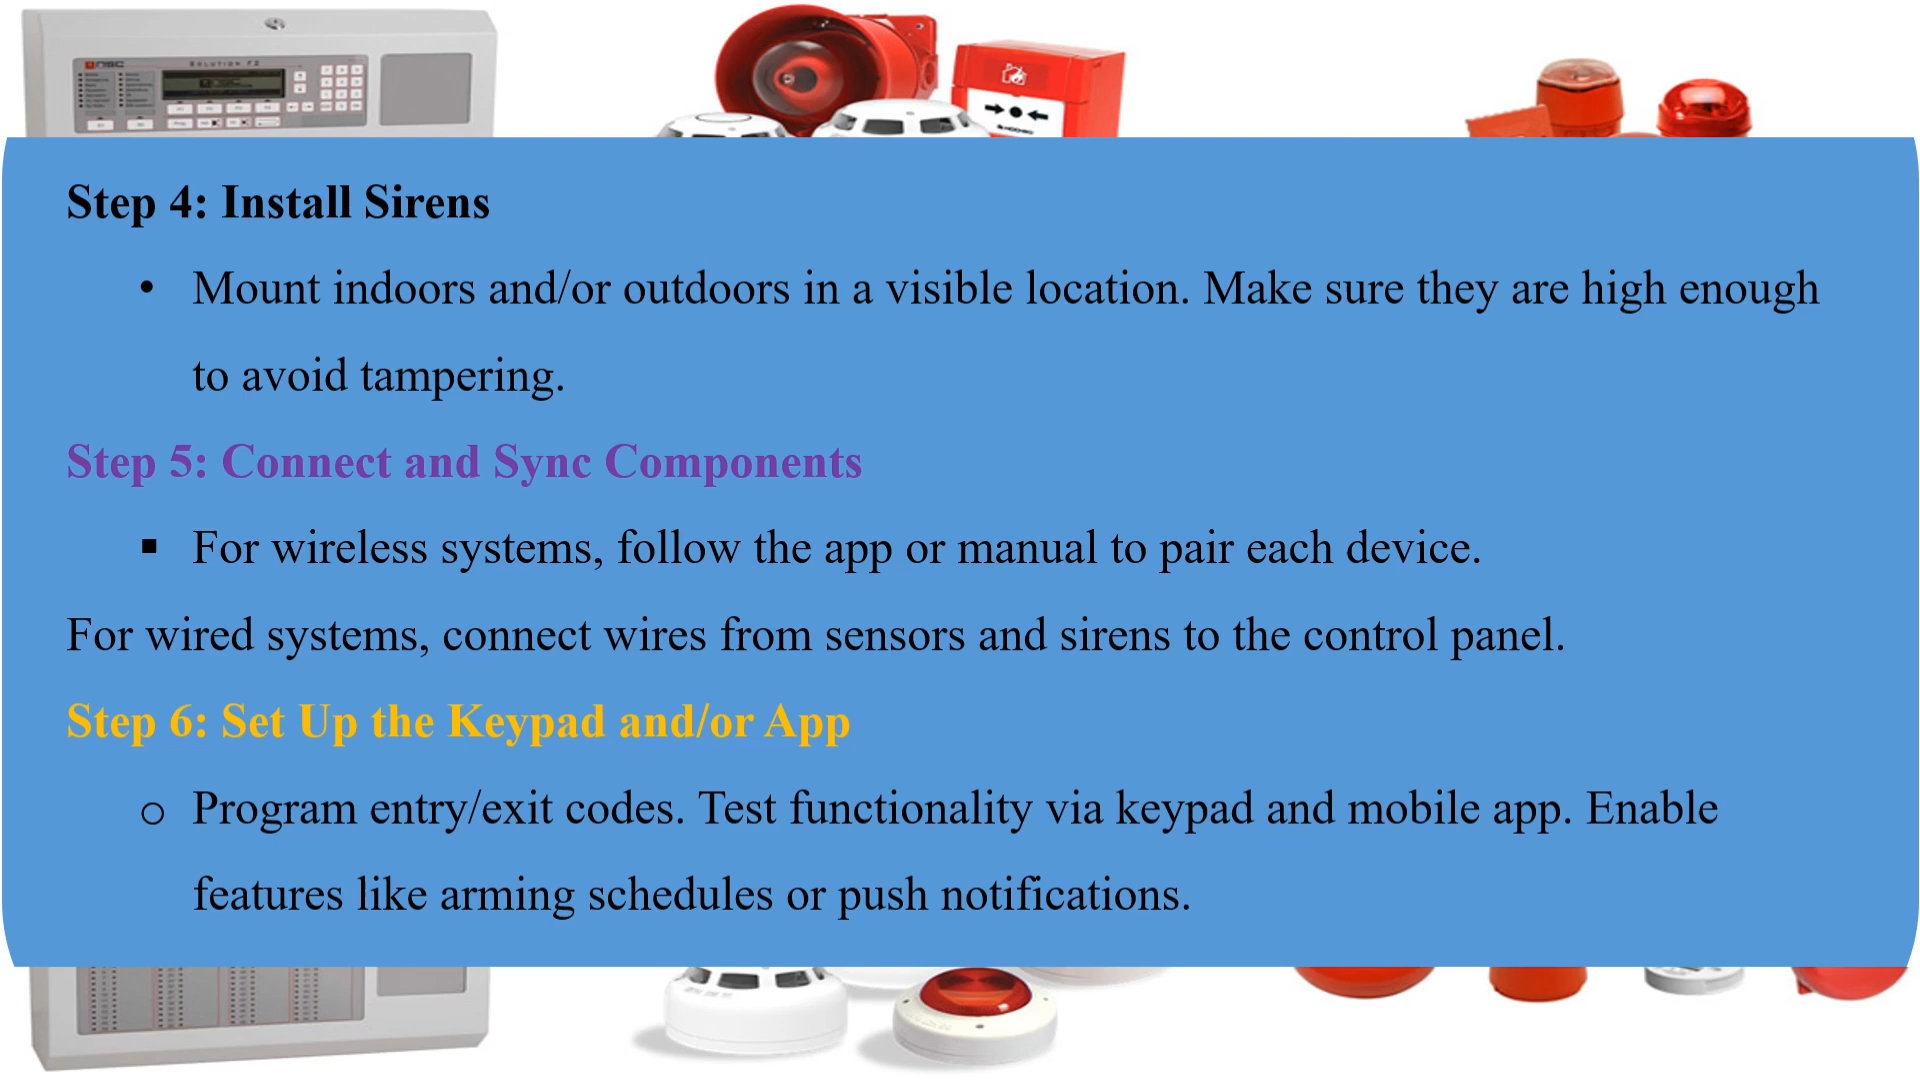 NSC
SOLUTION F2
Step 4: Install Sirens
• Mount indoors and/or outdoors in a visible location. Make sure they are high enough
to avoid tampering.
Step 5: Connect and Sync Components
▪ For wireless systems, follow the app or manual to pair each device.
For wired systems, connect wires from sensors and sirens to the control panel.
Step 6: Set Up the Keypad and/or App
o Program entry/exit codes. Test functionality via keypad and mobile app. Enable
features like arming schedules or push notifications.